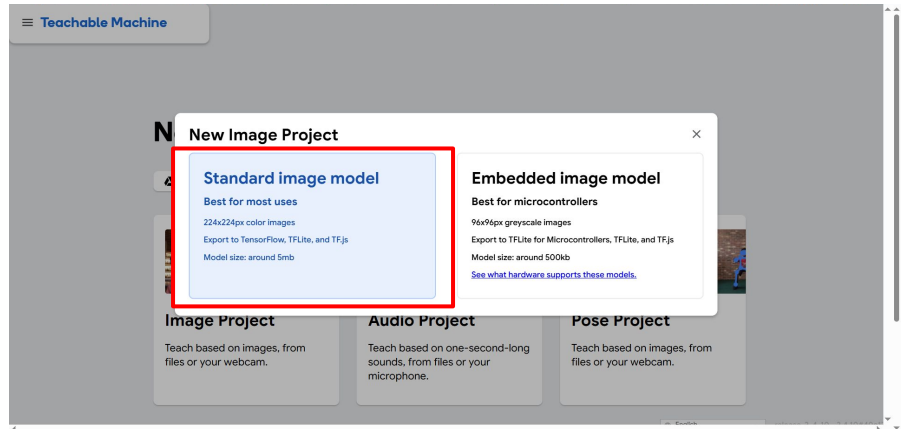 Teachable Machine
New Image Project
Standard image model
Best for most uses
224x224px color images
Export to TensorFlow, TFLite, and TF.js
Model size: around 5mb
Embedded image model
Best for microcontrollers
96x96px greyscale images
Export to TFLite for Microcontrollers, TFLite, and TF.js
Model size: around 500kb
See what hardware supports these models.
Image Project
Teach based on images, from
files or your webcam.
Audio Project
Teach based on one-second-long
sounds, from files or your
microphone.
Pose Project
Teach based on images, from
files or your webcam.
English